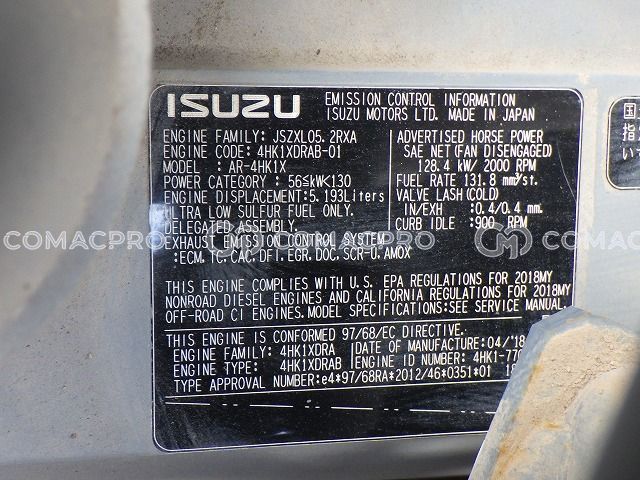 ISUZU
EMISSION CONTROL INFORMATION
ISUZU MOTORS LTD. MADE IN JAPAN
ENGINE FAMILY: JSZXL05.2RXA
ENGINE CODE: 4HK1XDRAB-01
MODEL : AR-4HK1X
POWER CATEGORY : 56≦kW<130
ENGINE DISPLACEMENT:5.193Liters
ULTRA LOW SULFUR FUEL ONLY.
DELEGATED ASSEMBLY.
EXHAUST EMISSION CONTROL SYSTEM
:ECM,TC,CAC,DFI,EGR,DOC,SCR-U,AMOX
ADVERTISED HORSE POWER
SAE NET(FAN DISENGAGED)
128.4 kW/ 2000 RPM
FUEL RATE 131.8 mm³/st.
VALVE LASH(COLD)
IN/EXH :0.4/0.4 mm.
CURB IDLE: 900 RPM
THIS ENGINE COMPLIES WITH U.S. EPA REGULATIONS FOR 2018MY
NONROAD DIESEL ENGINES AND CALIFORNIA REGULATIONS FOR 2018MY
OFF-ROAD CI ENGINES. MODEL SPECIFICATIONS:SEE SERVICE MANUAL.
THIS ENGINE IS CONFORMED 97/68/EC DIRECTIVE.
ENGINE FAMILY: 4HK1XDRA
DATE OF MANUFACTURE:04/'18
ENGINE TYPE: 4HK1XDRAB
ENGINE ID NUMBER: 4HK1-770
TYPE APPROVAL NUMBER:e4*97/68RA*2012/46*0351*01 18
国
指
い
COMACPRO
COMACPRO
COMACPRO